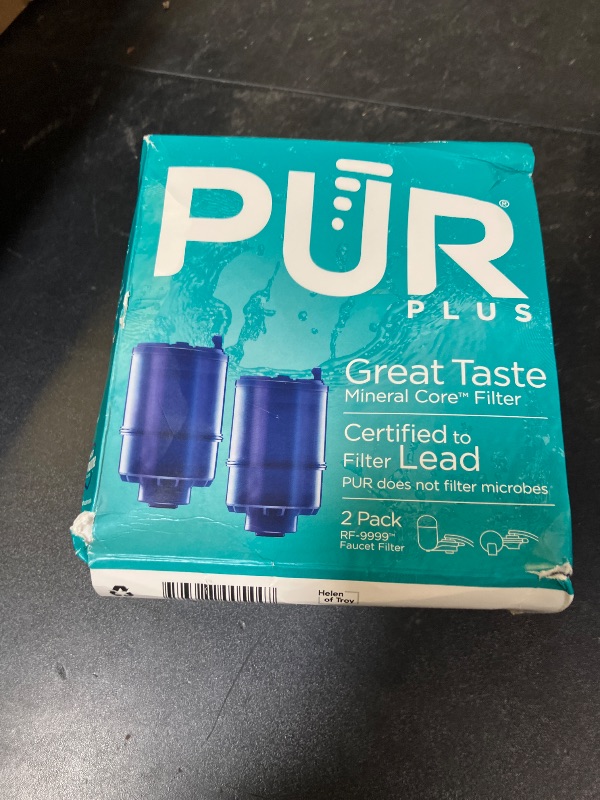 PŪR®
PLUS
Great Taste
Mineral Core™ Filter
Certified to
Filter Lead
PUR does not filter microbes
2 Pack
RF-9999™
Faucet Filter
Helen
of Troy